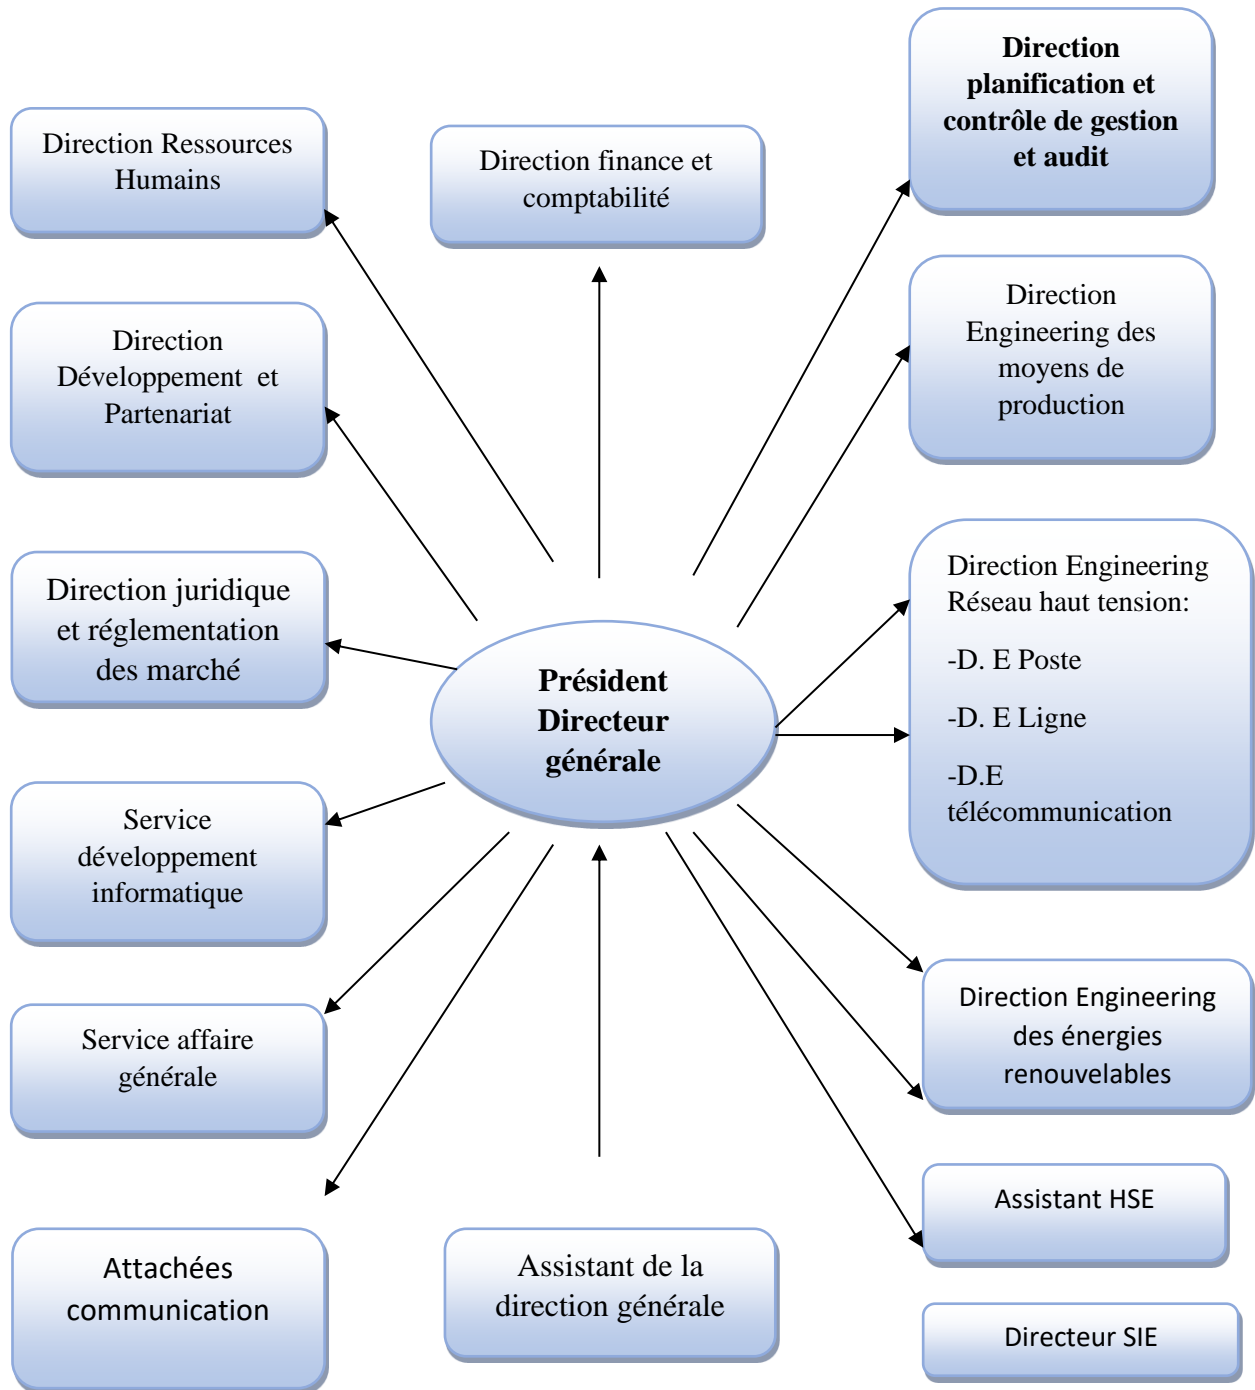 Direction
planification et
contrôle de gestion
et audit
Direction Ressources
Humains
Direction finance et
comptabilité
Direction
Engineering des
moyens de
production
Direction
Développement et
Partenariat
Direction juridique
et réglementation
des marché
Direction Engineering
Réseau haut tension:
-D. E Poste
-D. E Ligne
-D.E
télécommunication
Président
Directeur
générale
Service
développement
informatique
Direction Engineering
des énergies
renouvelables
Service affaire
générale
Assistant HSE
Attachées
communication
Assistant de la
direction générale
Directeur SIE